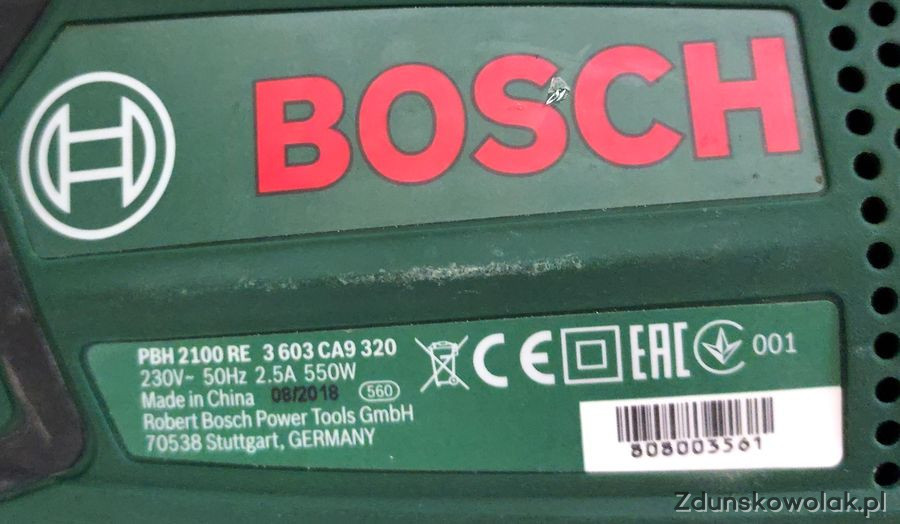 BOSCH
PBH 2100 RE 3 603 CA9 320
230V~ 50Hz 2.5A 550W
Made in China 08/2018 560
Robert Bosch Power Tools GmbH
70538 Stuttgart, GERMANY
CE EAC 001
808003561
Zdunskowolak.pl